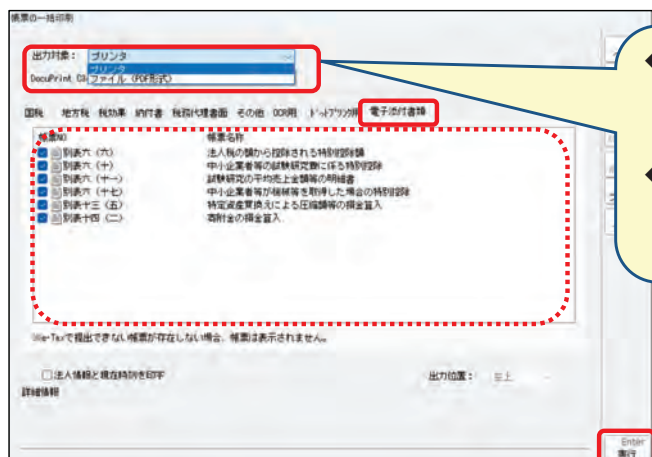 帳票の一括印刷
出力対象： プリンタ
プリンタ
ファイル (PDF形式)
DocuPrint
国税 地方税 税効果 納付書 税務代理書面 その他 OCR用 ドットプリンタ用 電子添付書類
帳票NO 帳票名称
別表六（六） 法人税の額から控除される特別控除額
別表六（十） 中小企業者等の試験研究費に係る特別控除
別表六（十一） 試験研究の平均売上金額等の明細書
別表六（十七） 中小企業者等が機械等を取得した場合の特別控除
別表十三（五） 特定資産買換えによる圧縮額等の損金算入
別表十四（二） 寄附金の損金算入
※e-Taxで提出できない帳票が存在しない場合、帳票は表示されません。
法人情報と現在時刻を印字 出力位置：
詳細情報
Enter
実行